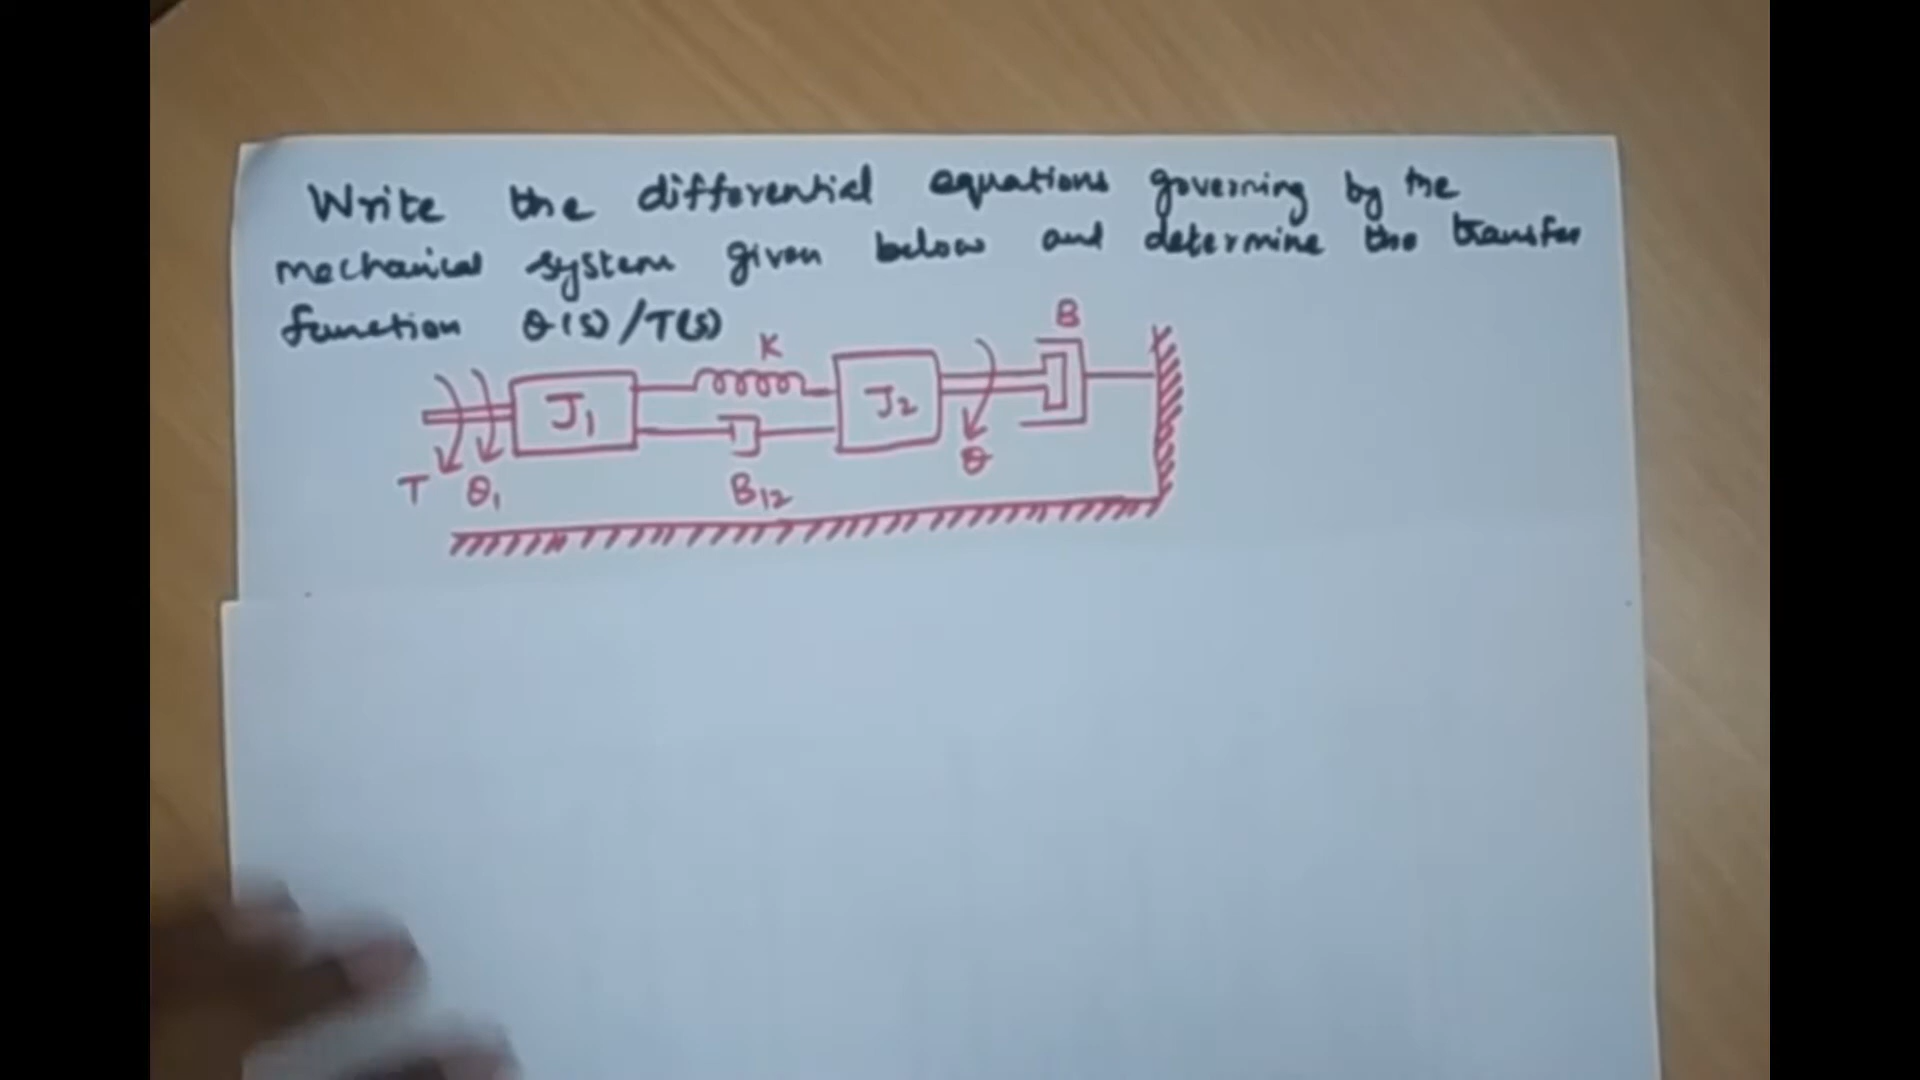 Write the differential equations governing by the
mechanical system given below and determine the transfer
function θ(s)/T(s)
B
K
J1
J2
T
θ1
B12
θ